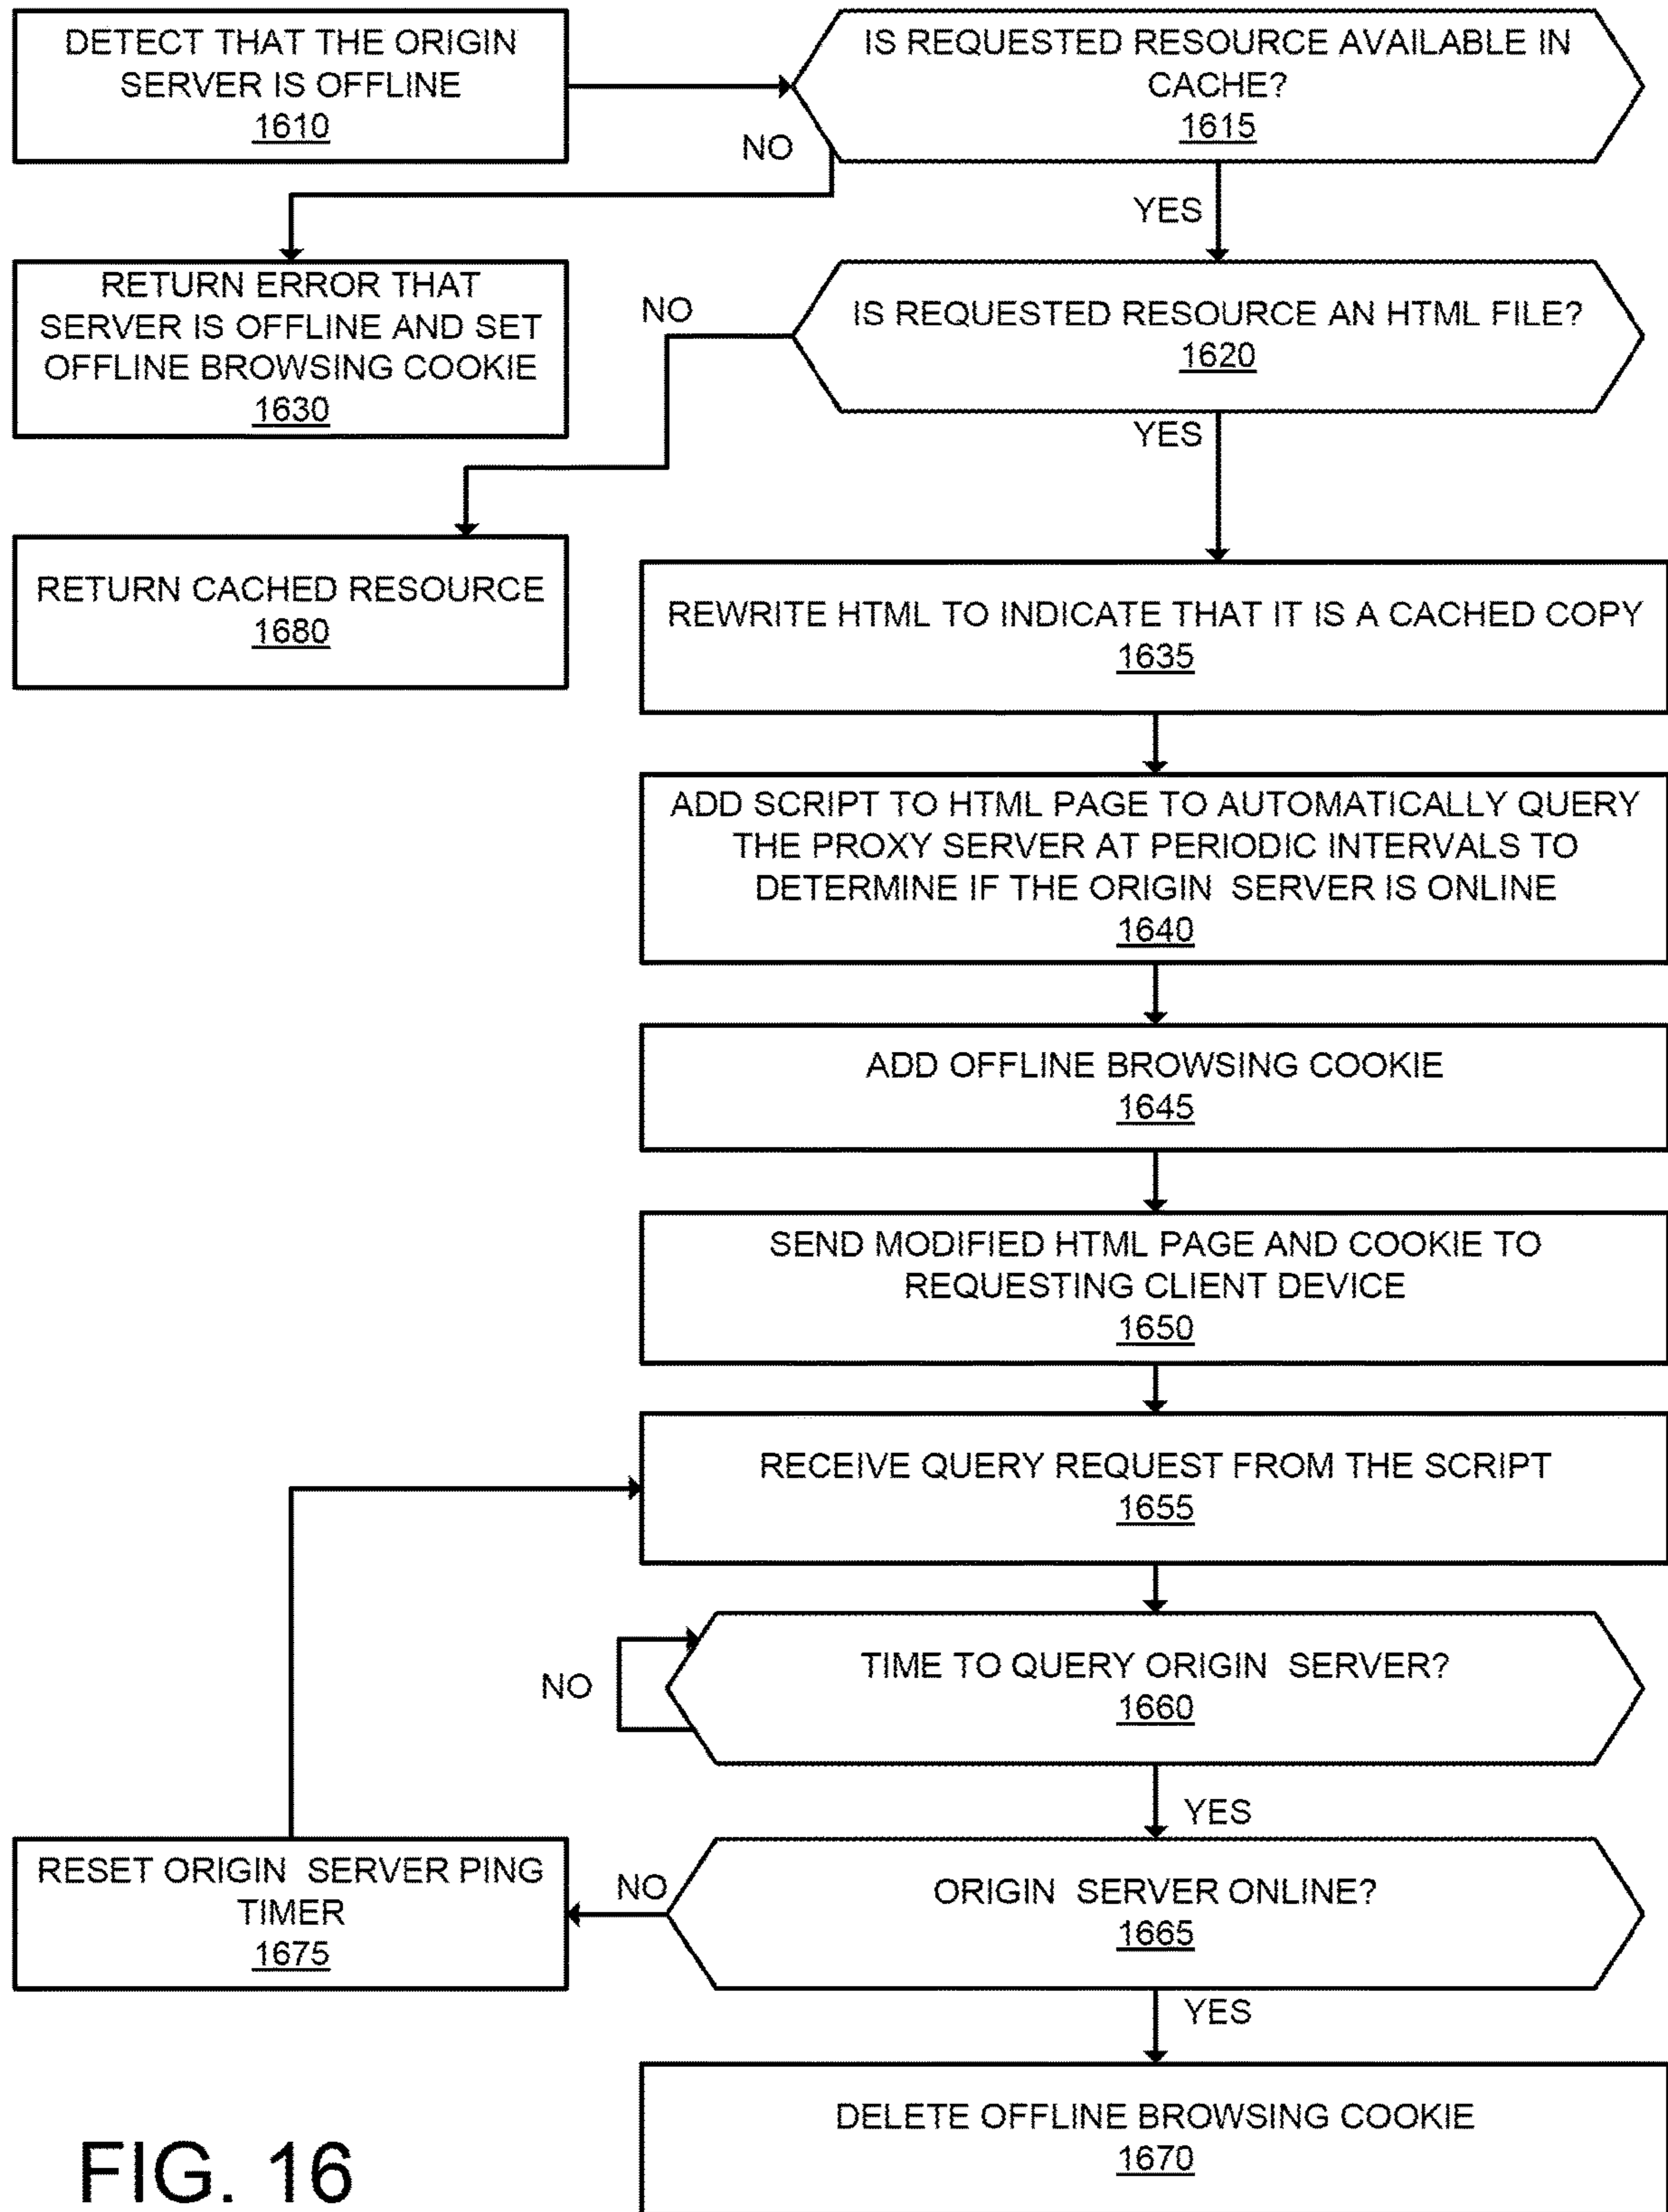 DETECT THAT THE ORIGIN
SERVER IS OFFLINE
1610
IS REQUESTED RESOURCE AVAILABLE IN
CACHE?
1615
NO
YES
RETURN ERROR THAT
SERVER IS OFFLINE AND SET
OFFLINE BROWSING COOKIE
1630
NO
IS REQUESTED RESOURCE AN HTML FILE?
1620
YES
RETURN CACHED RESOURCE
1680
REWRITE HTML TO INDICATE THAT IT IS A CACHED COPY
1635
ADD SCRIPT TO HTML PAGE TO AUTOMATICALLY QUERY
THE PROXY SERVER AT PERIODIC INTERVALS TO
DETERMINE IF THE ORIGIN SERVER IS ONLINE
1640
ADD OFFLINE BROWSING COOKIE
1645
SEND MODIFIED HTML PAGE AND COOKIE TO
REQUESTING CLIENT DEVICE
1650
RECEIVE QUERY REQUEST FROM THE SCRIPT
1655
TIME TO QUERY ORIGIN SERVER?
1660
NO
YES
RESET ORIGIN SERVER PING
TIMER
1675
NO
ORIGIN SERVER ONLINE?
1665
YES
DELETE OFFLINE BROWSING COOKIE
1670
FIG. 16